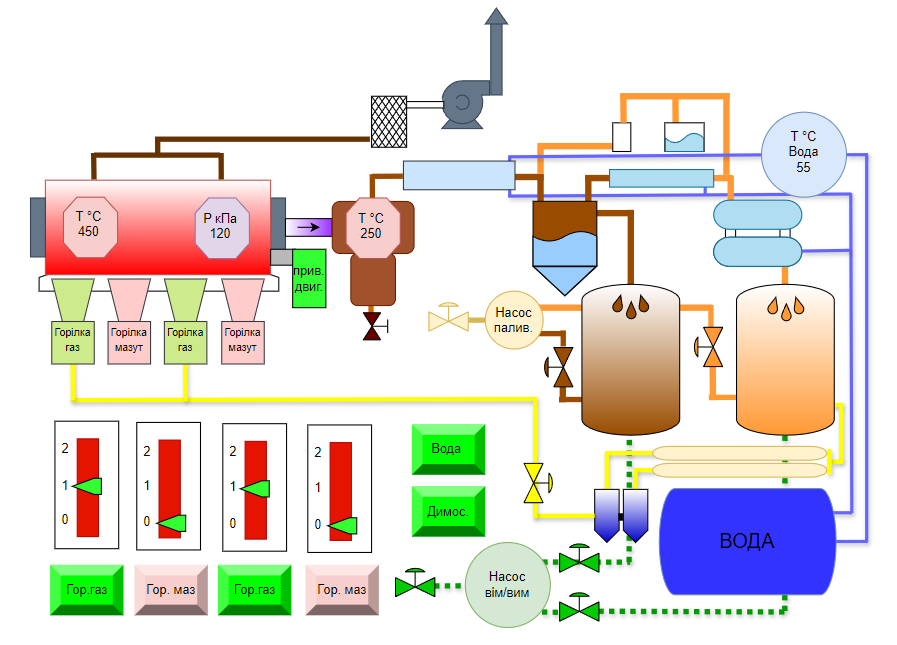 Т °С
Вода
55
Т °С
450
Р кПа
120
Т °С
250
прив.
двиг.
Насос
палив.
Горілка
газ
Горілка
мазут
Горілка
газ
Горілка
мазут
2
1
0
2
1
0
2
1
0
2
1
0
Вода
Димос.
ВОДА
Насос
вім/вим
Гор.газ
Гор. маз
Гор.газ
Гор. маз